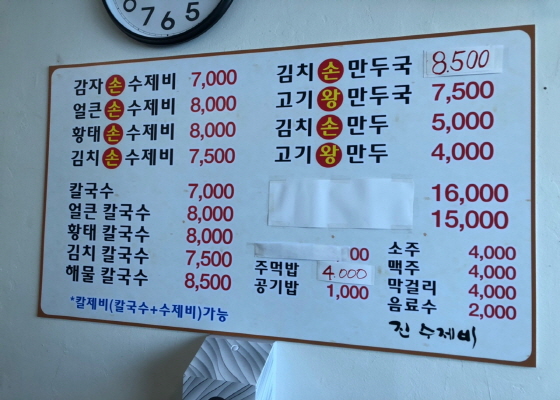 7 6 5
감자손수제비 7,000
얼큰손수제비 8,000
황태손수제비 8,000
김치손수제비 7,500
칼국수 7,000
얼큰 칼국수 8,000
황태 칼국수 8,000
김치 칼국수 7,500
해물 칼국수 8,500
*칼제비(칼국수+수제비)가능
김치손만두국 8.500
고기왕만두국 7,500
김치손만두 5,000
고기왕만두 4,000
16,000
15,000
00
주먹밥 4.000
공기밥 1,000
소주 4,000
맥주 4,000
막걸리 4,000
음료수 2,000
진 수제비